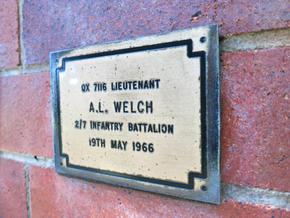 QX 7116 LIEUTENANT
A.L. WELCH
2/7 INFANTRY BATTALION
19TH MAY 1966